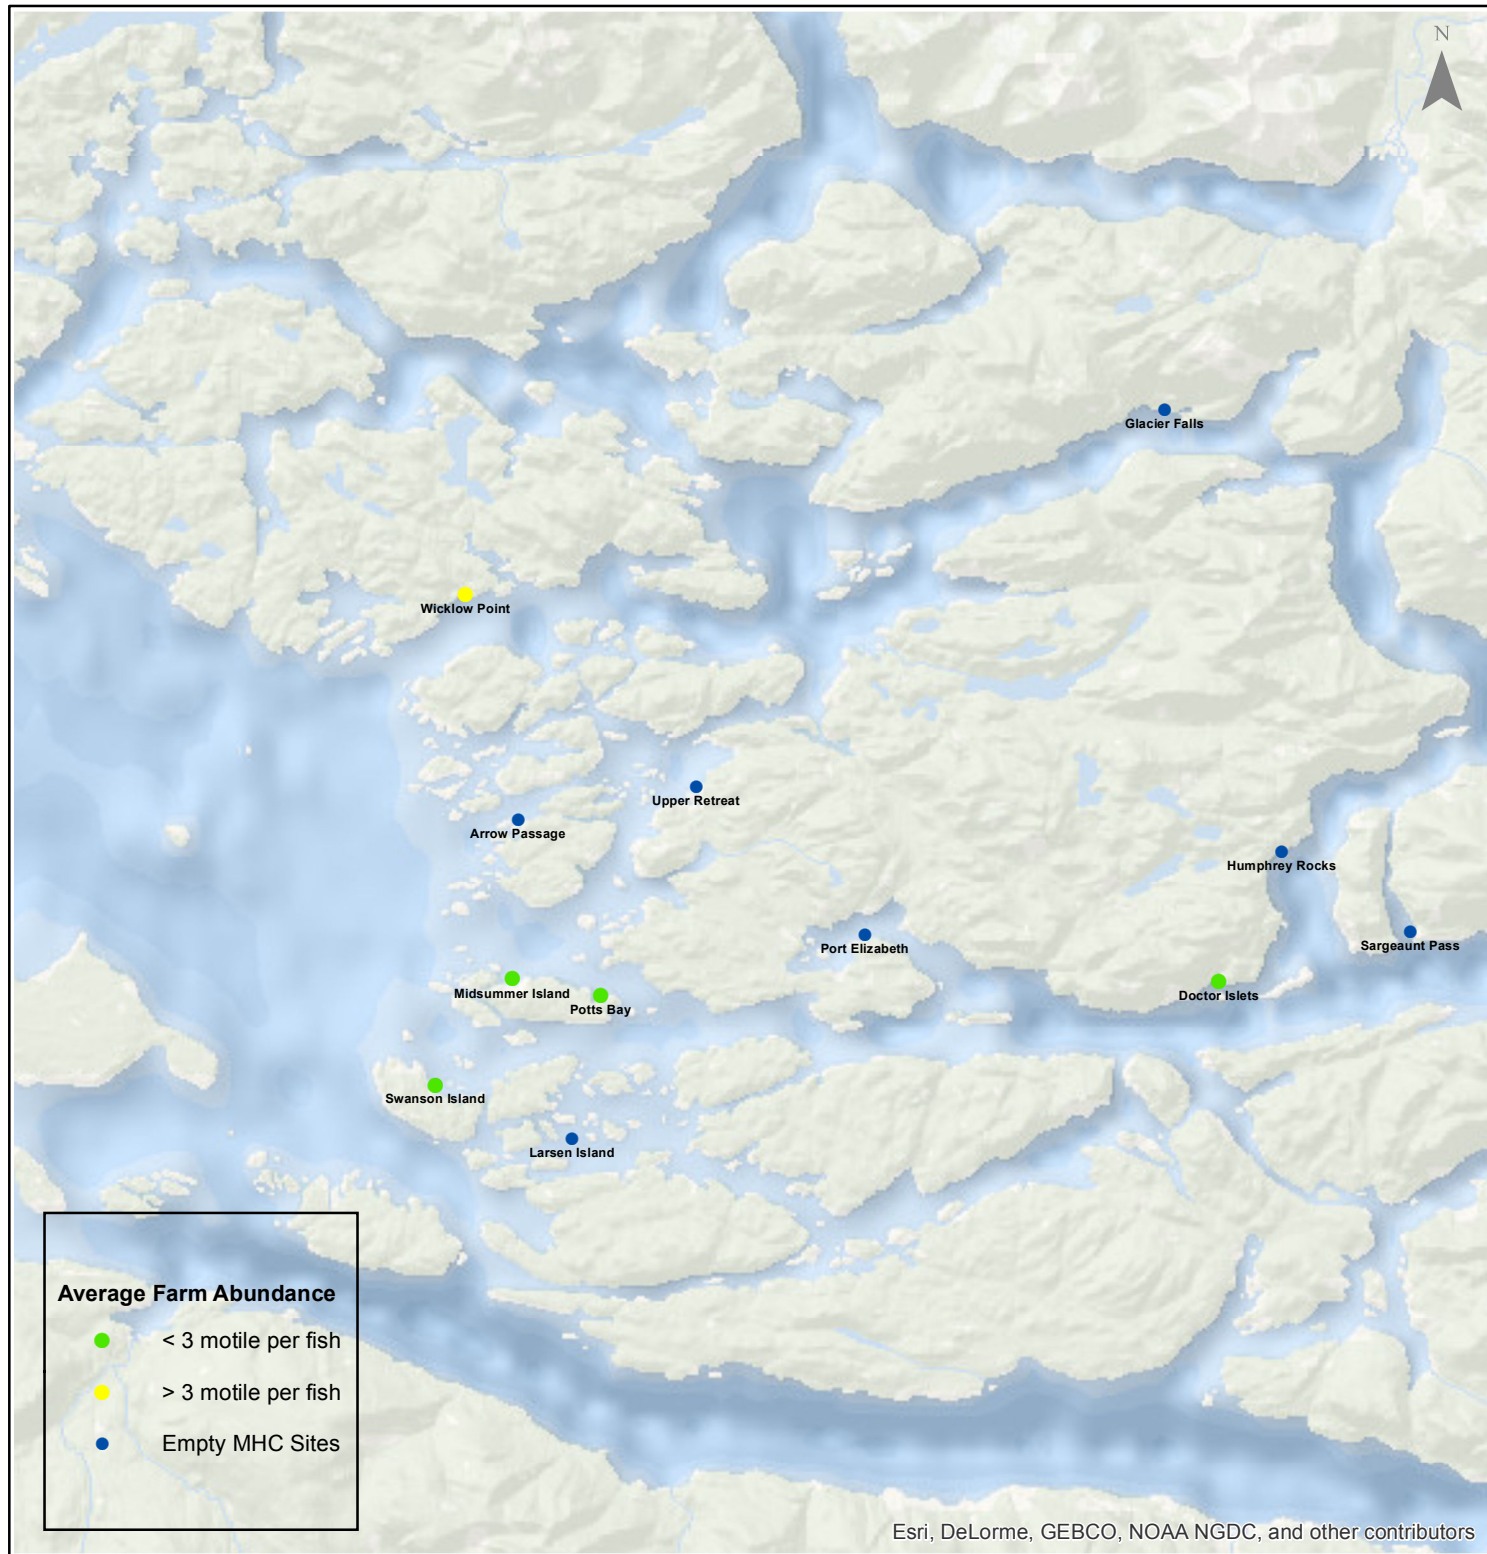 N
Glacier Falls
Wicklow Point
Upper Retreat
Arrow Passage
Humphrey Rocks
Port Elizabeth
Sargeaunt Pass
Midsummer Island
Potts Bay
Doctor Islets
Swanson Island
Larsen Island
Average Farm Abundance
< 3 motile per fish
> 3 motile per fish
Empty MHC Sites
Esri, DeLorme, GEBCO, NOAA NGDC, and other contributors